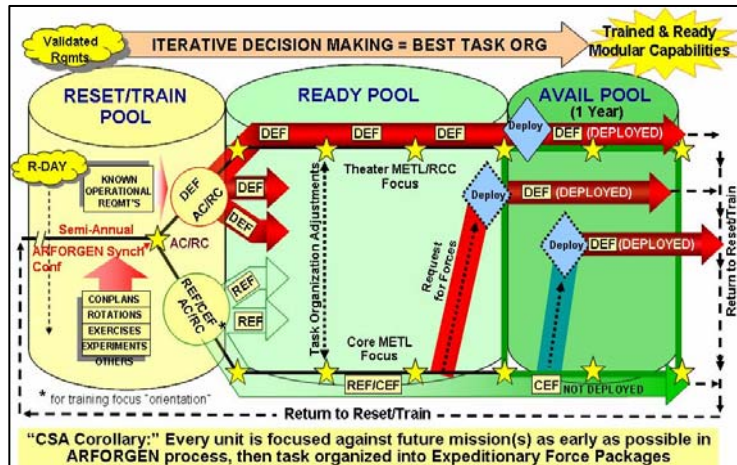 Validated
Rqmts
ITERATIVE DECISION MAKING = BEST TASK ORG
Trained & Ready
Modular Capabilities
RESET/TRAIN
POOL
READY POOL
AVAIL POOL
(1 Year)
R-DAY
KNOWN
OPERATIONAL
REQMT'S
DEF
AC/RC
DEF
DEF
DEF
DEF
DEF
Deploy
DEF (DEPLOYED)
Theater METL/RCC
Focus
Deploy
DEF (DEPLOYED)
Deploy
DEF (DEPLOYED)
Semi-Annual
ARFORGEN Synch
Conf
AC/RC
CONPLANS
ROTATIONS
EXERCISES
EXPERIMENTS
OTHERS
REF/CEF*
AC/RC
REF
REF
Task Organization Adjustments
Request
for Forces
Core METL
Focus
REF/CEF
CEF NOT DEPLOYED
Return to Reset/Train
* for training focus "orientation"
Return to Reset/Train
"CSA Corollary:" Every unit is focused against future mission(s) as early as possible in
ARFORGEN process, then task organized into Expeditionary Force Packages